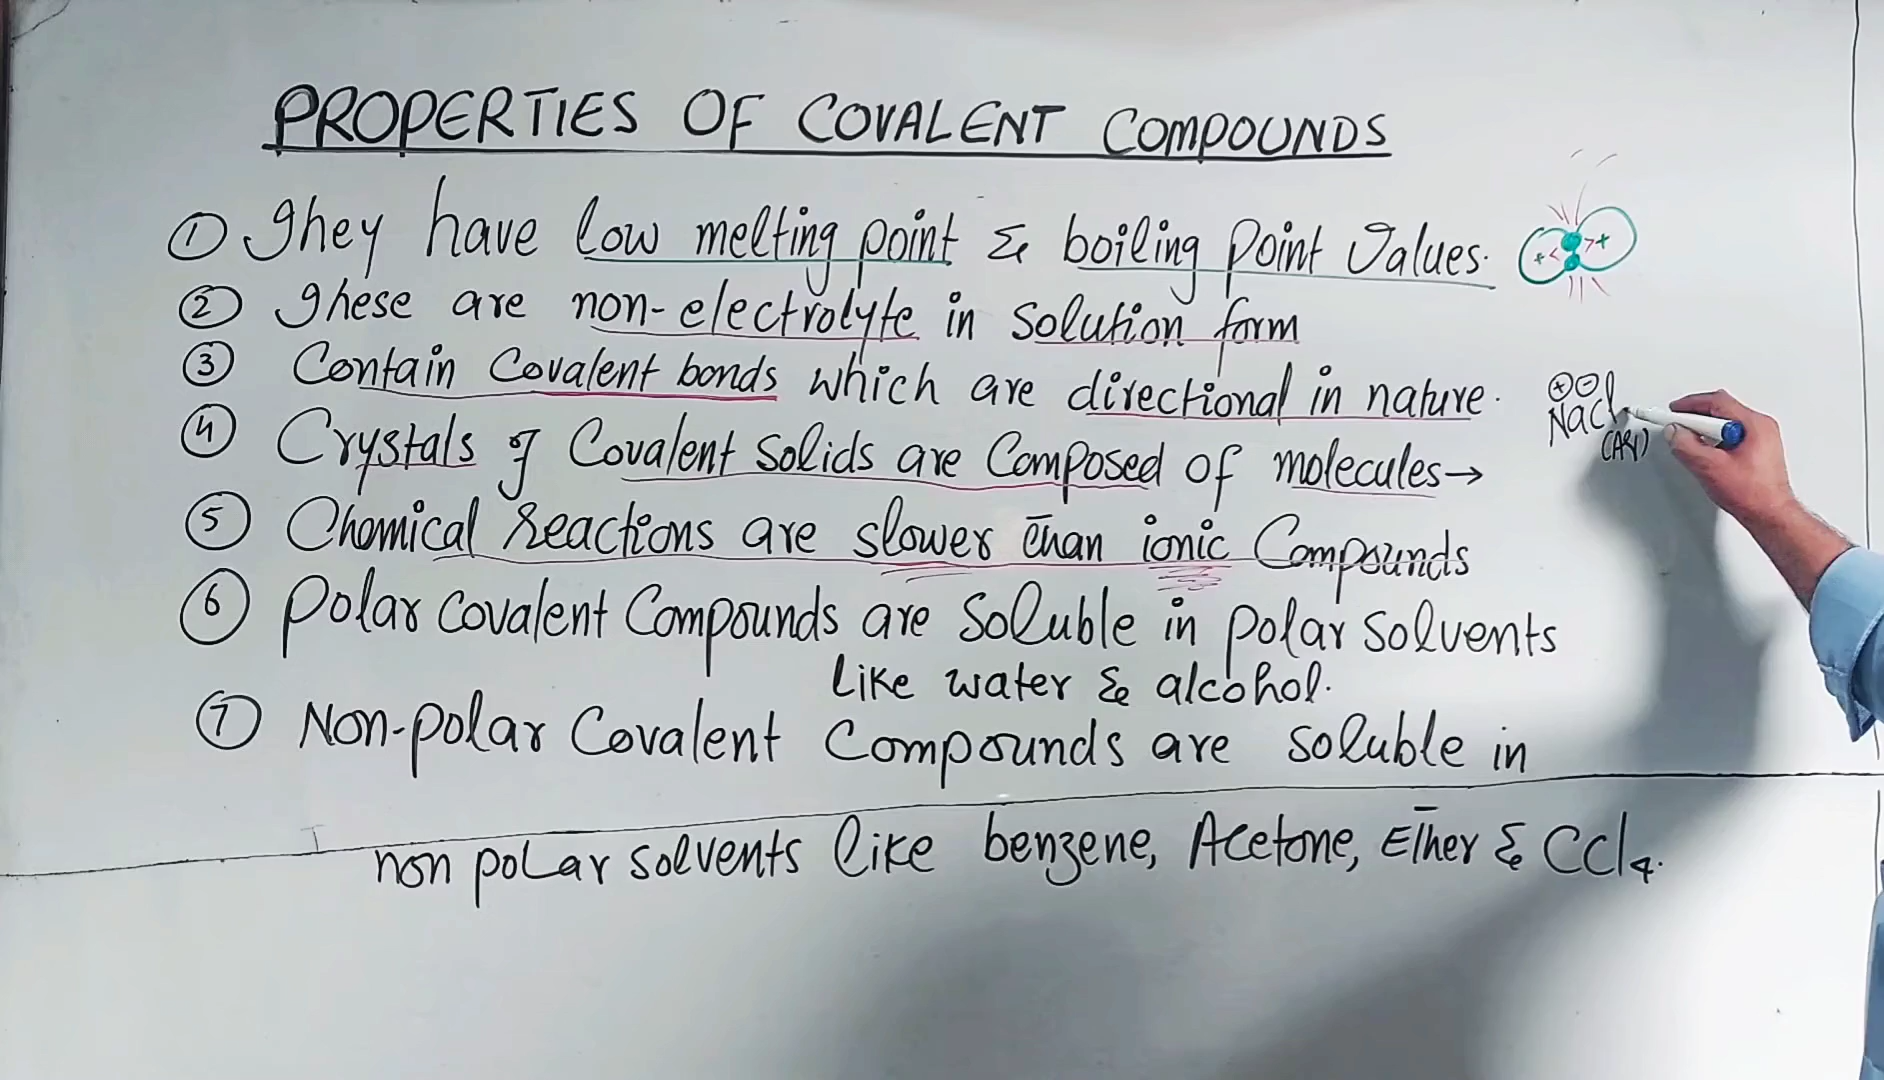 PROPERTIES OF COVALENT COMPOUNDS
① They have low melting point & boiling point values.
② These are non-electrolyte in solution form
③ Contain Covalent bonds which are directional in nature.
④ Crystals of Covalent Solids are Composed of molecules→
⑤ Chemical reactions are slower than ionic Compounds
⑥ Polar Covalent Compounds are Soluble in polar solvents
like water & alcohol.
⑦ Non-polar Covalent Compounds are soluble in
non polar solvents like benzene, Acetone, Ether & CCl₄.
+ < > +
⊕ ⊖
NaCl